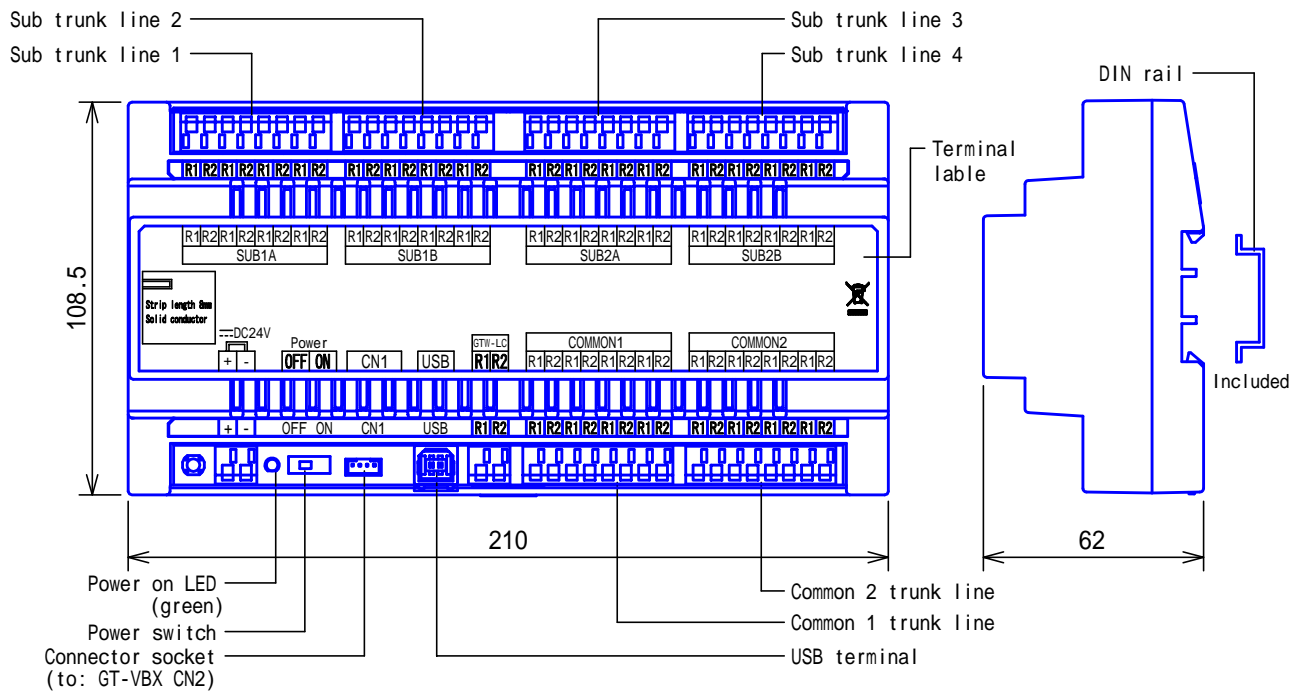 Sub trunk line 2
Sub trunk line 3
Sub trunk line 1
Sub trunk line 4
DIN rail
R1 R2 R1 R2 R1 R2 R1 R2 R1 R2 R1 R2 R1 R2 R1 R2 R1 R2 R1 R2 R1 R2 R1 R2 R1 R2 R1 R2 R1 R2 R1 R2
Terminal
lable
R1 R2 R1 R2 R1 R2 R1 R2 R1 R2 R1 R2 R1 R2 R1 R2 R1 R2 R1 R2 R1 R2 R1 R2 R1 R2 R1 R2 R1 R2 R1 R2
SUB1A SUB1B SUB2A SUB2B
108.5
Strip length 8mm
Solid conductor
DC24V
Power
GTW-LC
COMMON1
COMMON2
+ - OFF ON CN1 USB R1 R2 R1 R2 R1 R2 R1 R2 R1 R2 R1 R2 R1 R2 R1 R2 R1 R2
Included
+ - OFF ON CN1 USB R1 R2 R1 R2 R1 R2 R1 R2 R1 R2 R1 R2 R1 R2 R1 R2 R1 R2
210
62
Power on LED
(green)
Common 2 trunk line
Power switch
Common 1 trunk line
Connector socket
(to: GT-VBX CN2)
USB terminal